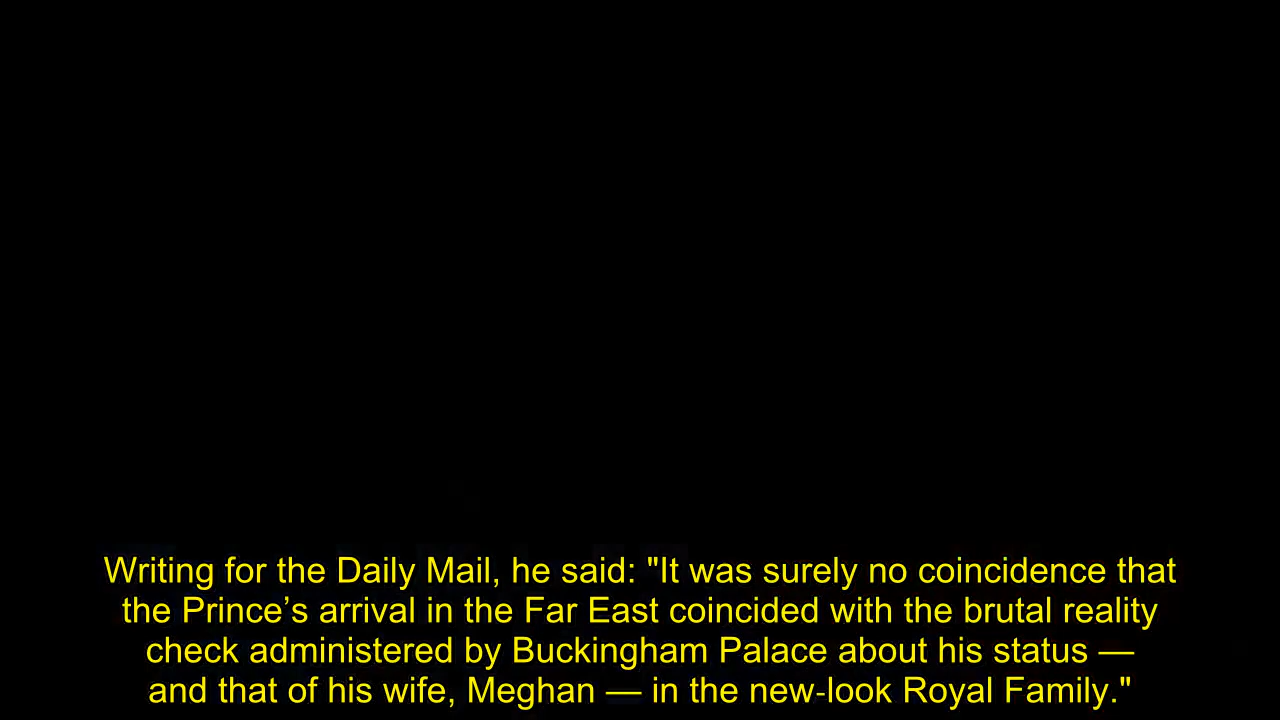 Writing for the Daily Mail, he said: "It was surely no coincidence that
the Prince’s arrival in the Far East coincided with the brutal reality
check administered by Buckingham Palace about his status —
and that of his wife, Meghan — in the new-look Royal Family."